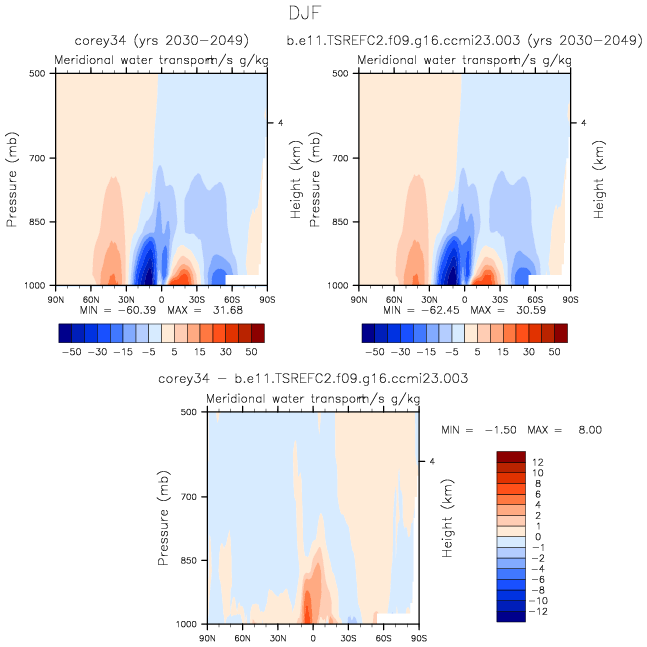 DJF
corey34 (yrs 2030-2049)
b.e11.TSREFC2.f09.g16.ccmi23.003 (yrs 2030-2049)
Meridional water transport m/s g/kg
Meridional water transport m/s g/kg
500 700 850 1000
Pressure (mb)
4
Height (km)
90N 60N 30N 0 30S 60S 90S
500 700 850 1000
Pressure (mb)
4
Height (km)
90N 60N 30N 0 30S 60S 90S
MIN = -60.39 MAX = 31.68
MIN = -62.45 MAX = 30.59
-50 -30 -15 -5 5 15 30 50
-50 -30 -15 -5 5 15 30 50
corey34 - b.e11.TSREFC2.f09.g16.ccmi23.003
Meridional water transport m/s g/kg
500 700 850 1000
Pressure (mb)
4
Height (km)
90N 60N 30N 0 30S 60S 90S
MIN = -1.50 MAX = 8.00
12
10
8
6
4
2
1
0
-1
-2
-4
-6
-8
-10
-12